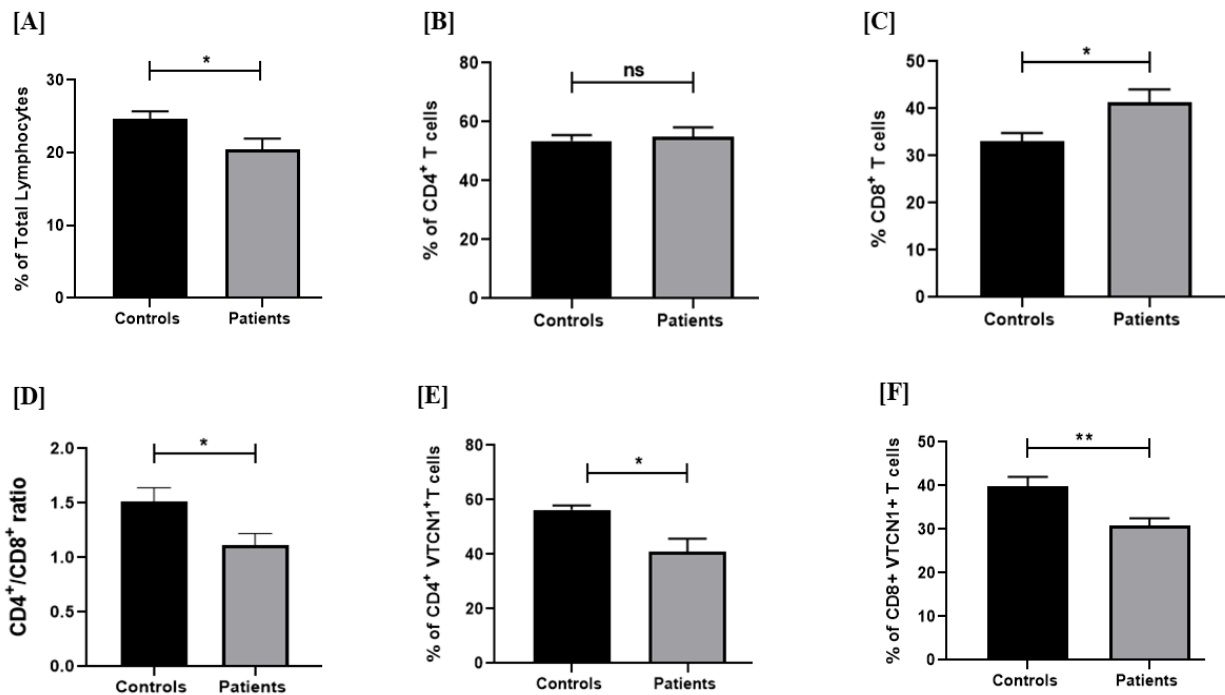 [A]
*
% of Total Lymphocytes
30
20
10
0
Controls Patients
[B]
ns
% of CD4⁺ T cells
80
60
40
20
0
Controls Patients
[C]
*
% CD8⁺ T cells
50
40
30
20
10
0
Controls Patients
[D]
*
CD4⁺/CD8⁺ ratio
2.0
1.5
1.0
0.5
0.0
Controls Patients
[E]
*
% of CD4⁺ VTCN1⁺T cells
80
60
40
20
0
Controls Patients
[F]
**
% of CD8+ VTCN1+ T cells
50
40
30
20
10
0
Controls Patients